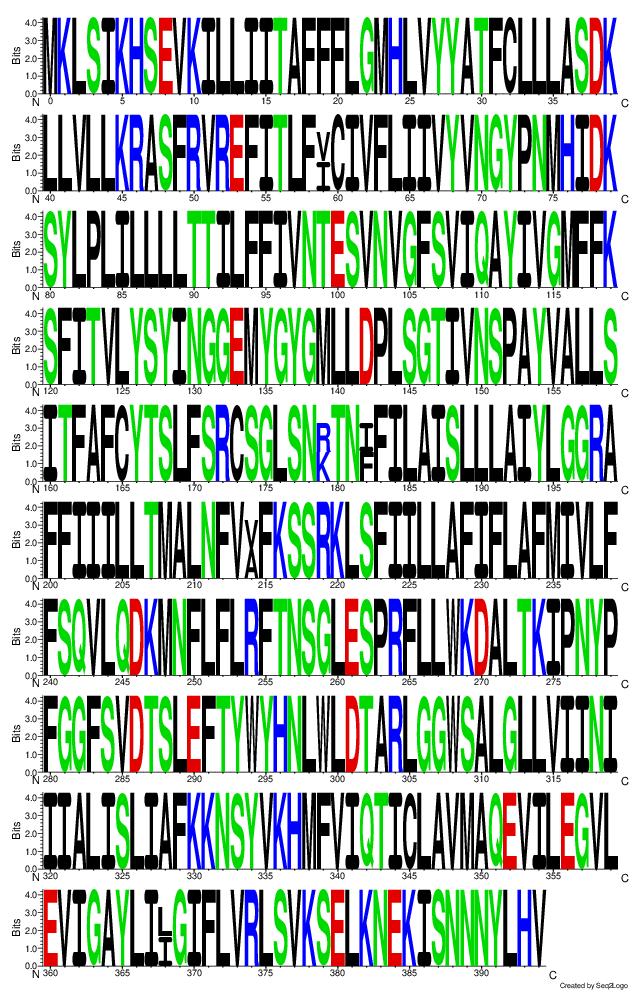 4.0 3.0 2.0 1.0 0.0 Bits MKLSIKHSEVKILLIITAFFFLGMHLVYYATFCLLLASDK
N 0 5 10 15 20 25 30 35 C
4.0 3.0 2.0 1.0 0.0 Bits LLVLLKRASFRVREFITLFVICIVFLIIVYVNGYPNMHIDK
N 40 45 50 55 60 65 70 75 C
4.0 3.0 2.0 1.0 0.0 Bits SYLPLILLLLTTILFFIVNTESVNVGFSVIQAYIVGMFFK
N 80 85 90 95 100 105 110 115 C
4.0 3.0 2.0 1.0 0.0 Bits SFITVLYSYINGGEMYGYGMLLDPLSGTIVNSPAYVALLS
N 120 125 130 135 140 145 150 155 C
4.0 3.0 2.0 1.0 0.0 Bits ITFAFCYTSLFSRCSGLSNRKTNIFFILAISLLLAIYLGGRA
N 160 165 170 175 180 185 190 195 C
4.0 3.0 2.0 1.0 0.0 Bits FFIIILLTMALNFVVAFKSSRKLSFIILLAFIFLAFMIVLF
N 200 205 210 215 220 225 230 235 C
4.0 3.0 2.0 1.0 0.0 Bits FSQVLQDKMNFLFLRFTNSGLESPRFLLWKDALTKIPNYP
N 240 245 250 255 260 265 270 275 C
4.0 3.0 2.0 1.0 0.0 Bits FGGFSVDTSLEFTYWYHNLWLDTARLGGWSALGLLVIINI
N 280 285 290 295 300 305 310 315 C
4.0 3.0 2.0 1.0 0.0 Bits IIALISLIAFKKNSYVKHMFVIQTICLAVMAQEVILEGVL
N 320 325 330 335 340 345 350 355 C
4.0 3.0 2.0 1.0 0.0 Bits EVIGAYLILIGIFLVRLSVKSELKNEKISNNNYLHV
N 360 365 370 375 380 385 390 C
Created by Seq2Logo